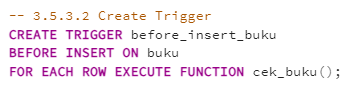 -- 3.5.3.2 Create Trigger
CREATE TRIGGER before_insert_buku
BEFORE INSERT ON buku
FOR EACH ROW EXECUTE FUNCTION cek_buku();